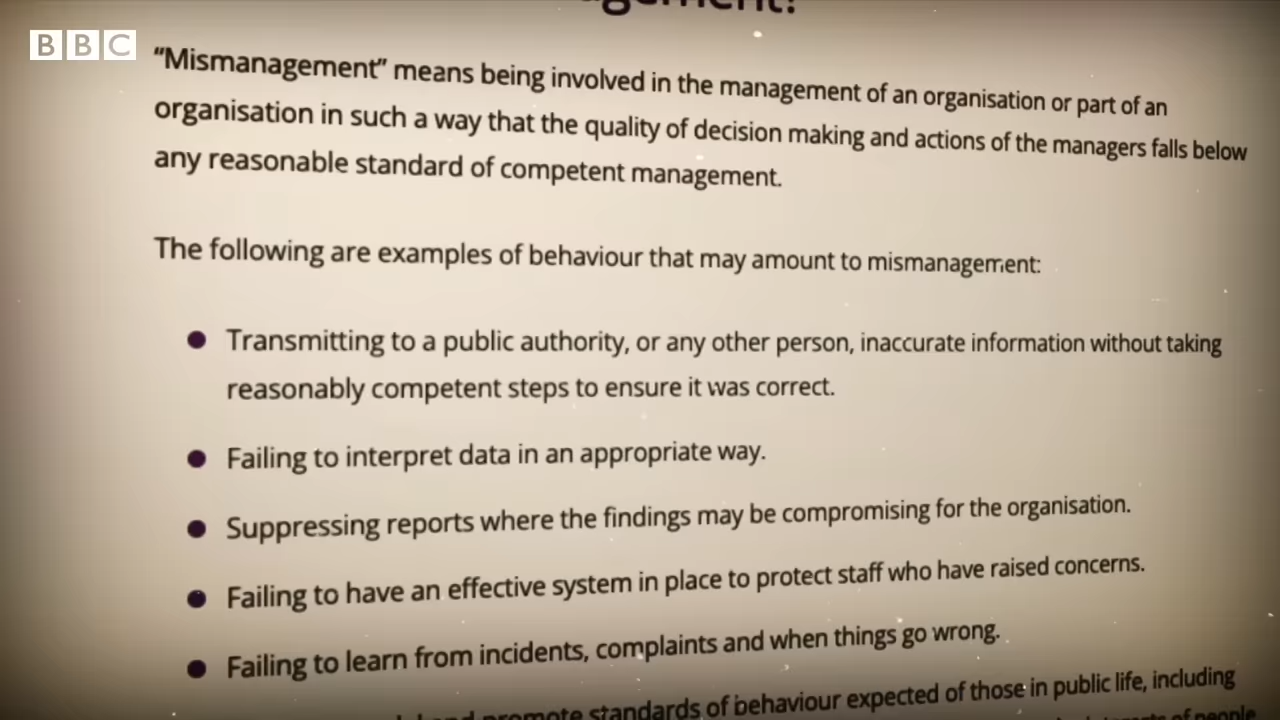 BBC
"Mismanagement" means being involved in the management of an organisation or part of an
organisation in such a way that the quality of decision making and actions of the managers falls below
any reasonable standard of competent management.
The following are examples of behaviour that may amount to mismanagement:
Transmitting to a public authority, or any other person, inaccurate information without taking
reasonably competent steps to ensure it was correct.
Failing to interpret data in an appropriate way.
Suppressing reports where the findings may be compromising for the organisation.
Failing to have an effective system in place to protect staff who have raised concerns.
Failing to learn from incidents, complaints and when things go wrong.
promote standards of behaviour expected of those in public life, including
of people